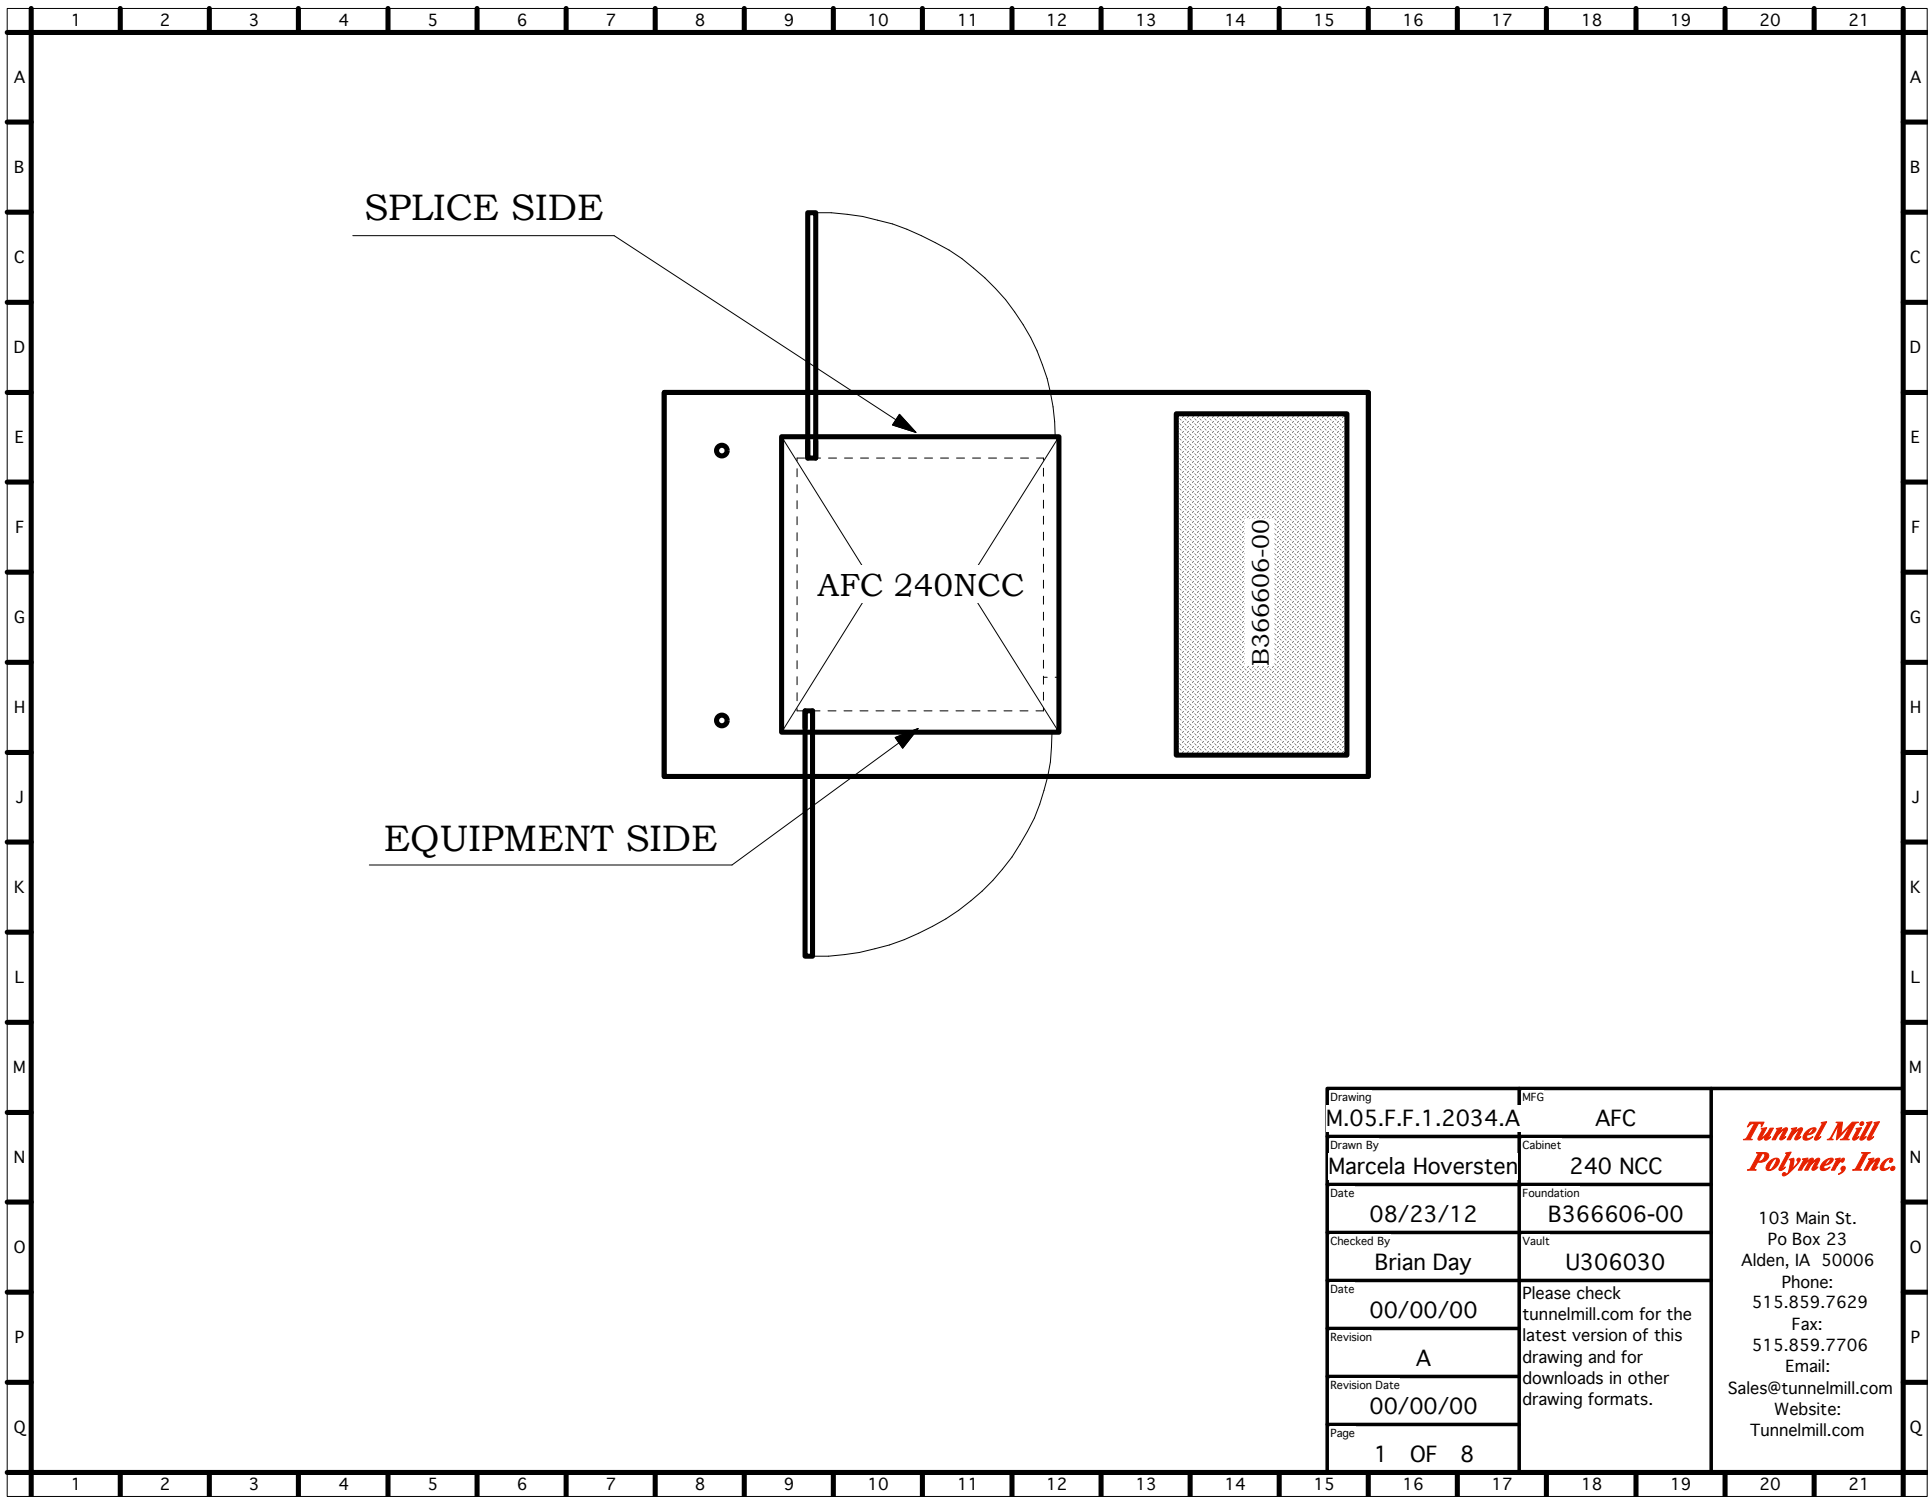 1 2 3 4 5 6 7 8 9 10 11 12 13 14 15 16 17 18 19 20 21
A A
B B
SPLICE SIDE
C C
D D
E E
F F
AFC 240NCC
B366606-00
G G
H H
J J
EQUIPMENT SIDE
K K
L L
M M
N N
O O
P P
Q Q
Drawing
M.05.F.F.1.2034.A
MFG
AFC
Drawn By
Marcela Hoversten
Cabinet
240 NCC
Date
08/23/12
Foundation
B366606-00
Checked By
Brian Day
Vault
U306030
Date
00/00/00
Revision
A
Revision Date
00/00/00
Page
1 OF 8
Please check
tunnelmill.com for the
latest version of this
drawing and for
downloads in other
drawing formats.
Tunnel Mill
Polymer, Inc.
103 Main St.
Po Box 23
Alden, IA 50006
Phone:
515.859.7629
Fax:
515.859.7706
Email:
Sales@tunnelmill.com
Website:
Tunnelmill.com
1 2 3 4 5 6 7 8 9 10 11 12 13 14 15 16 17 18 19 20 21